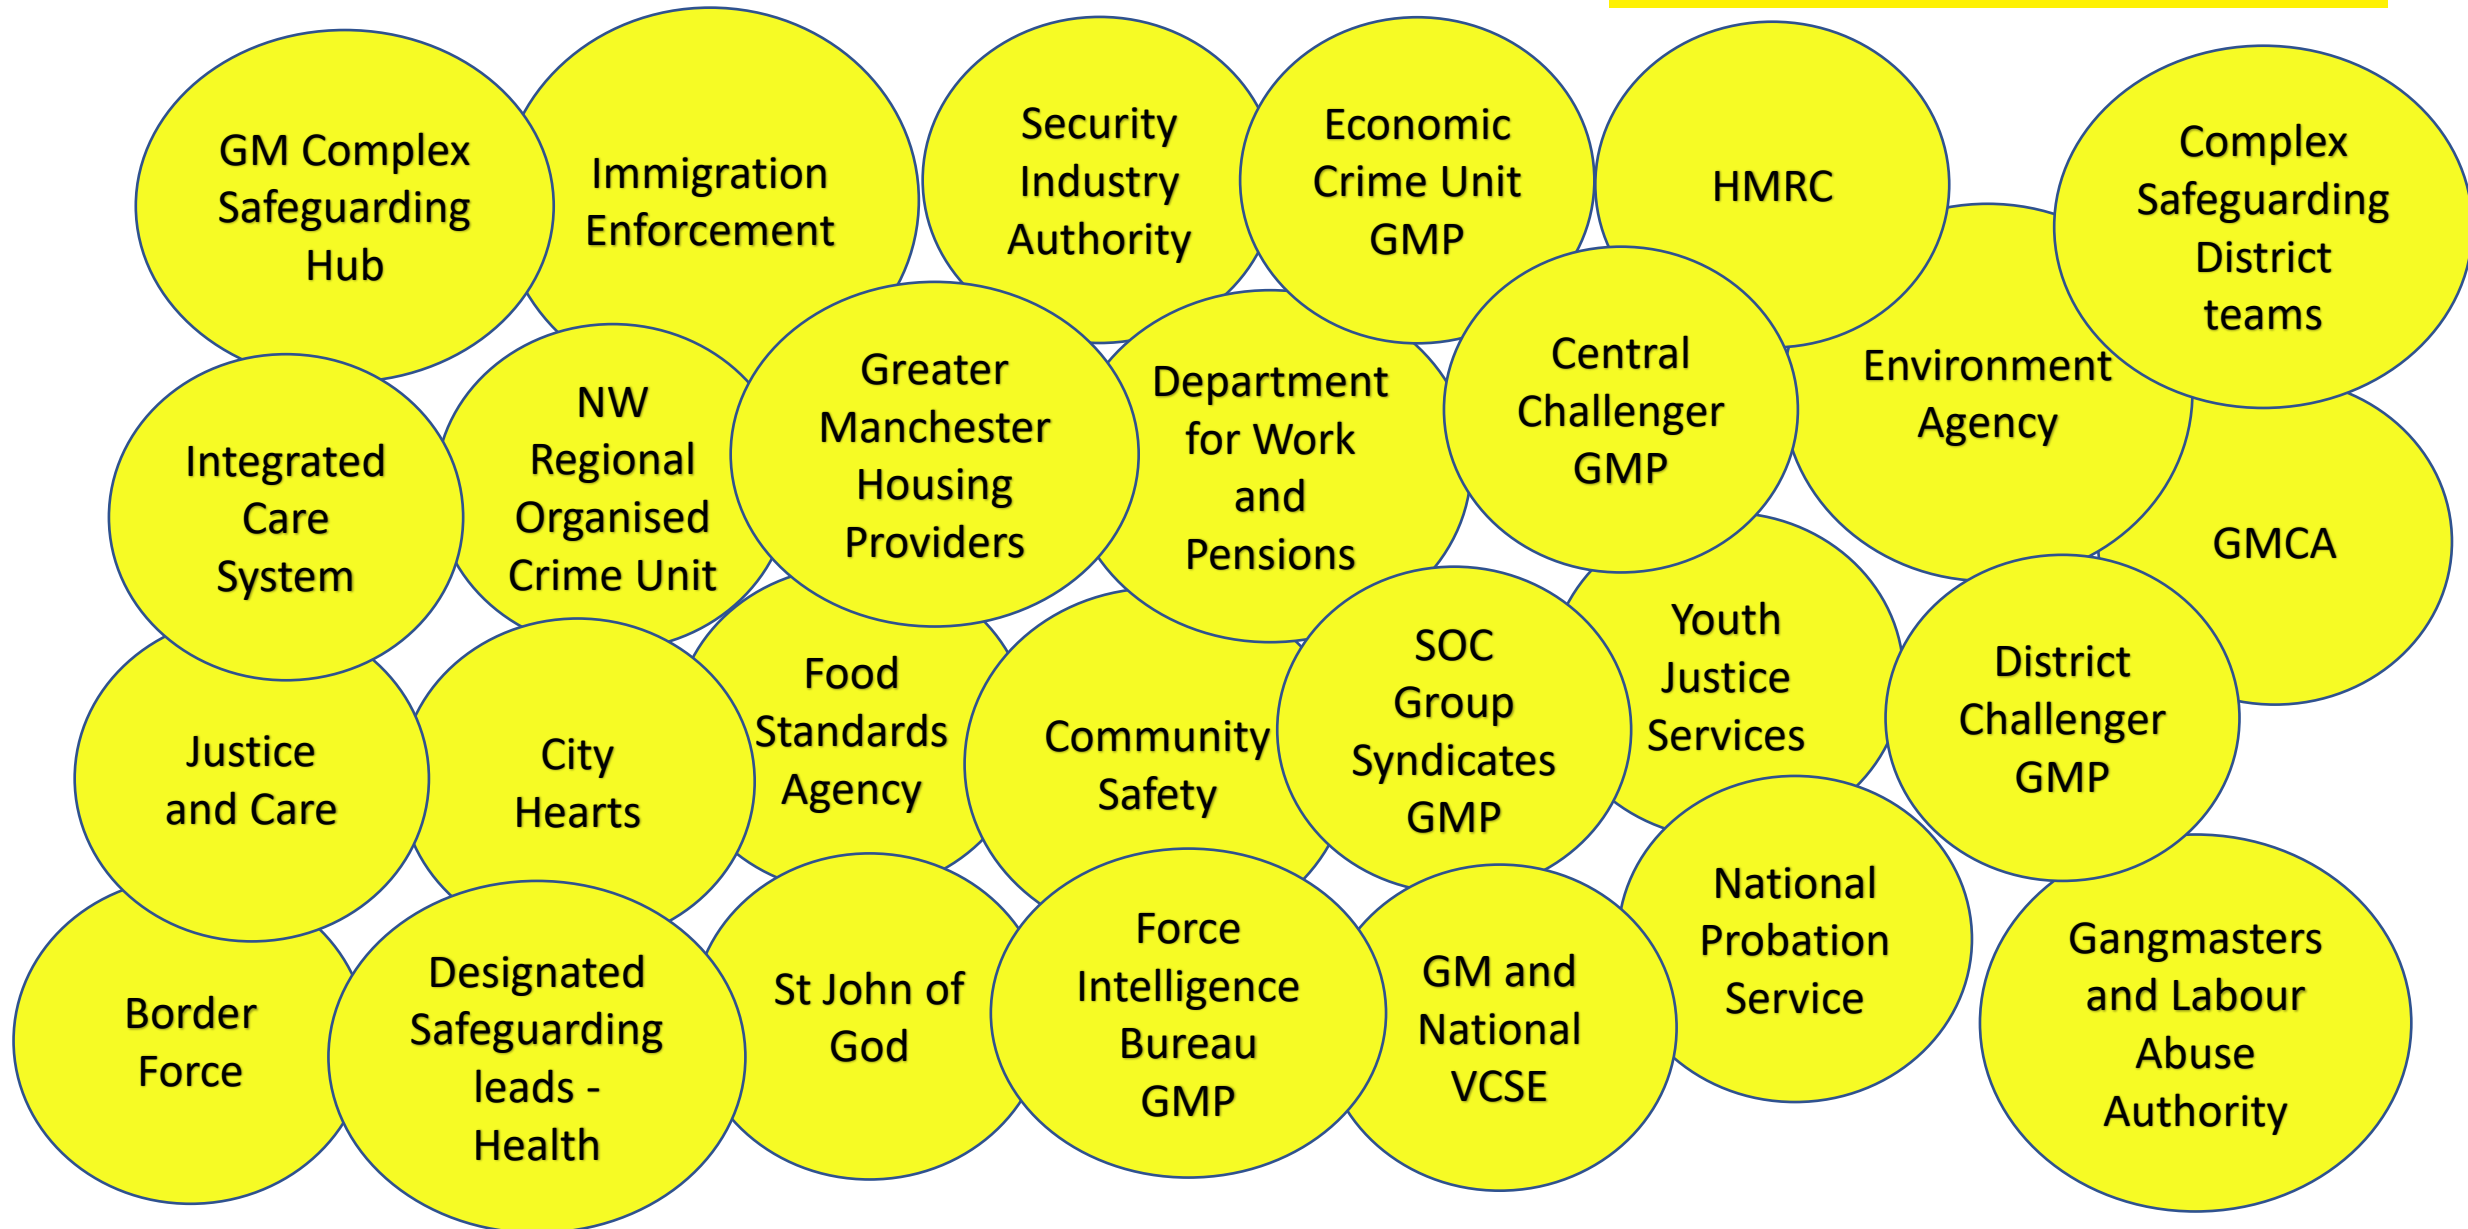 GM Complex
Safeguarding
Hub
Immigration
Enforcement
Security
Industry
Authority
Economic
Crime Unit
GMP
HMRC
Complex
Safeguarding
District
teams
Integrated
Care
System
NW
Regional
Organised
Crime Unit
Greater
Manchester
Housing
Providers
Department
for Work
and
Pensions
Central
Challenger
GMP
Environment
Agency
GMCA
Justice
and Care
City
Hearts
Food
Standards
Agency
Community
Safety
SOC
Group
Syndicates
GMP
Youth
Justice
Services
District
Challenger
GMP
Border
Force
Designated
Safeguarding
leads -
Health
St John of
God
Force
Intelligence
Bureau
GMP
GM and
National
VCSE
National
Probation
Service
Gangmasters
and Labour
Abuse
Authority